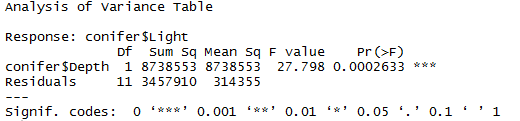 Analysis of Variance Table
Response: conifer$Light
Df Sum Sq Mean Sq F value Pr(>F)
conifer$Depth 1 8738553 8738553 27.798 0.0002633 ***
Residuals 11 3457910 314355
---
Signif. codes: 0 ‘***’ 0.001 ‘**’ 0.01 ‘*’ 0.05 ‘.’ 0.1 ‘ ’ 1